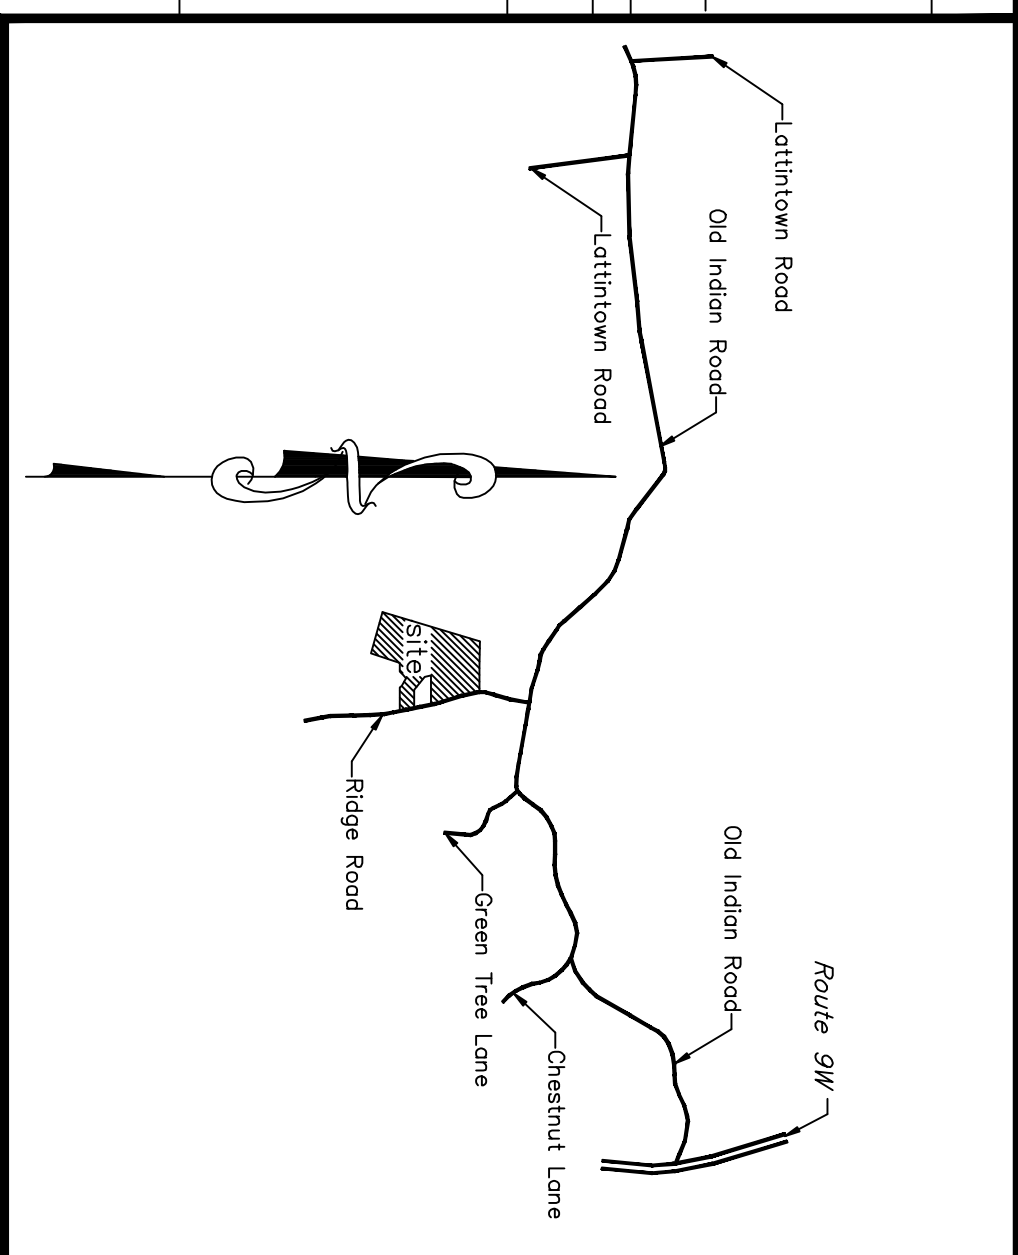 Lattintown Road
Old Indian Road
Lattintown Road
Route 9W
Old Indian Road
site
Chestnut Lane
Green Tree Lane
Ridge Road